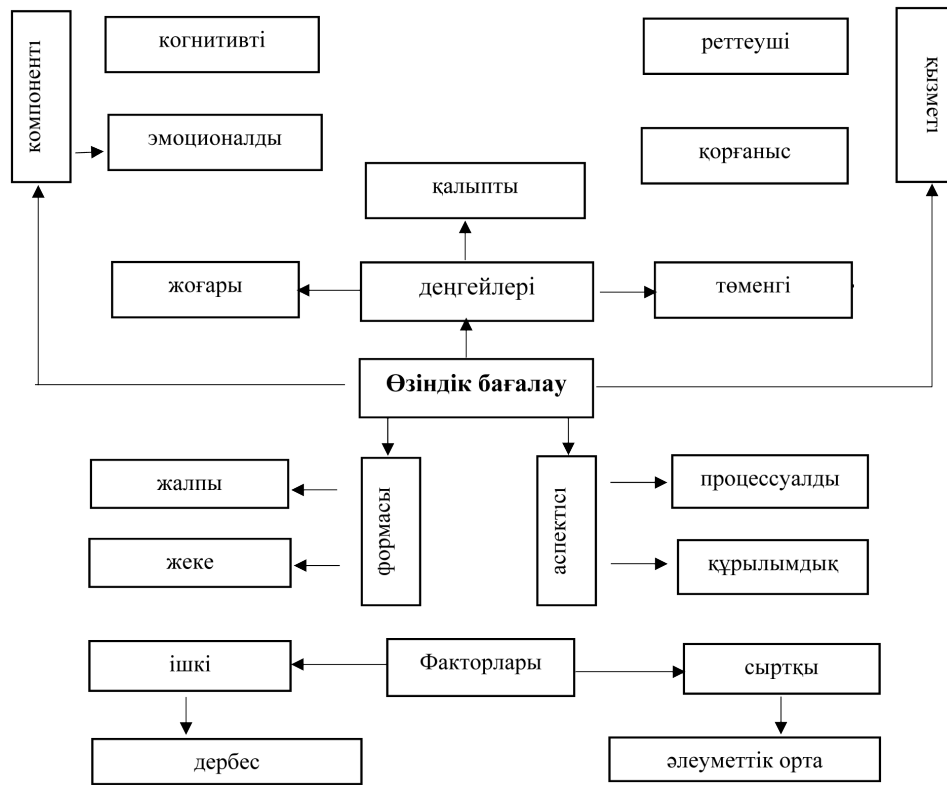 компоненті
когнитивті
эмоционалды
реттеуші
қорғаныс
қызметі
қалыпты
жоғары
деңгейлері
төменгі
Өзіндік бағалау
жалпы
жеке
формасы
аспектісі
процессуалды
құрылымдық
ішкі
Факторлары
сыртқы
дербес
әлеуметтік орта